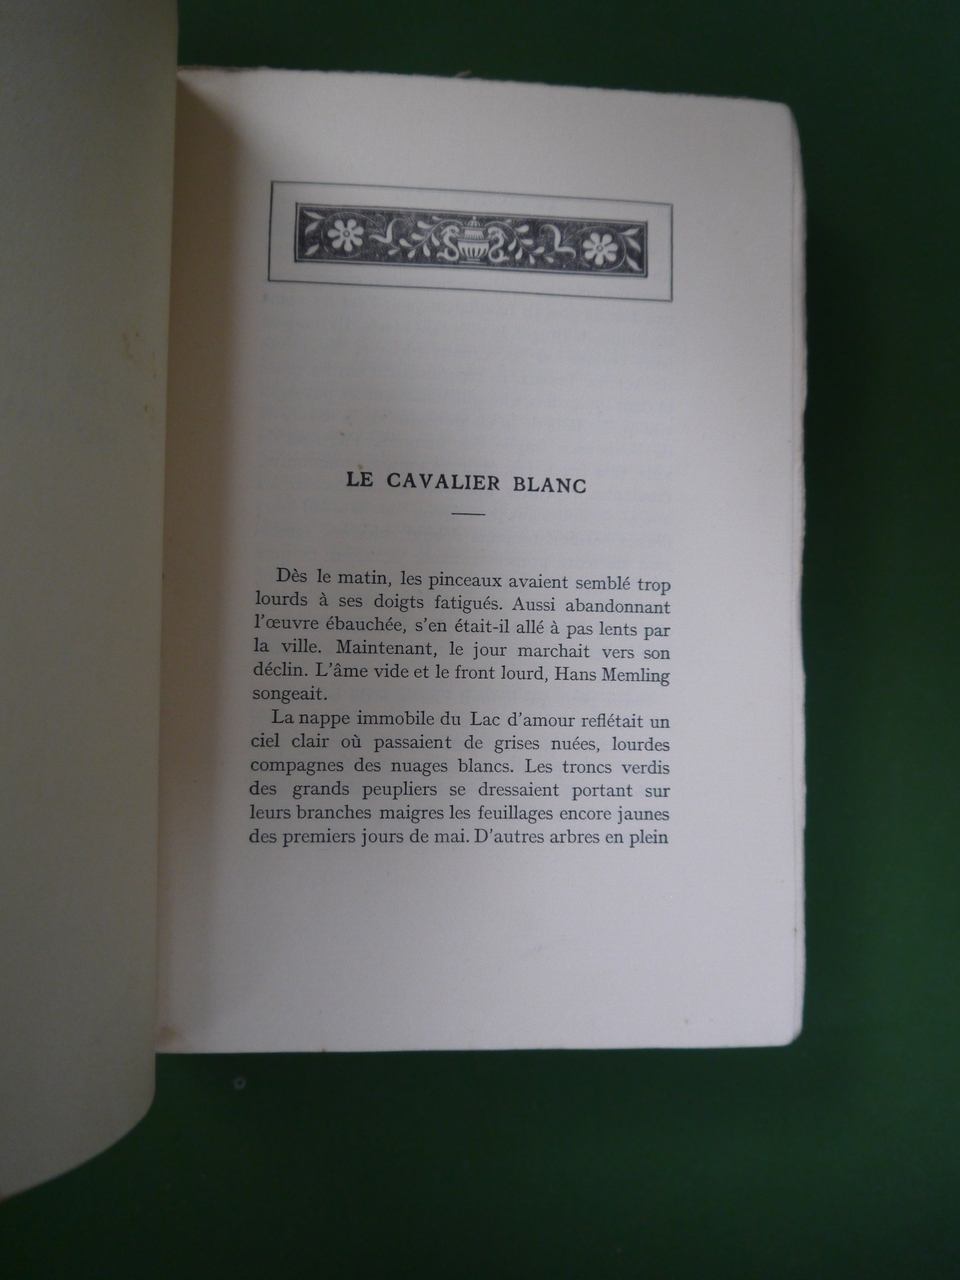 LE CAVALIER BLANC
Dès le matin, les pinceaux avaient semblé trop
lourds à ses doigts fatigués. Aussi abandonnant
l'œuvre ébauchée, s'en était-il allé à pas lents par
la ville. Maintenant, le jour marchait vers son
déclin. L'âme vide et le front lourd, Hans Memling
songeait.
La nappe immobile du Lac d'amour reflétait un
ciel clair où passaient de grises nuées, lourdes
compagnes des nuages blancs. Les troncs verdis
des grands peupliers se dressaient portant sur
leurs branches maigres les feuillages encore jaunes
des premiers jours de mai. D'autres arbres en plein